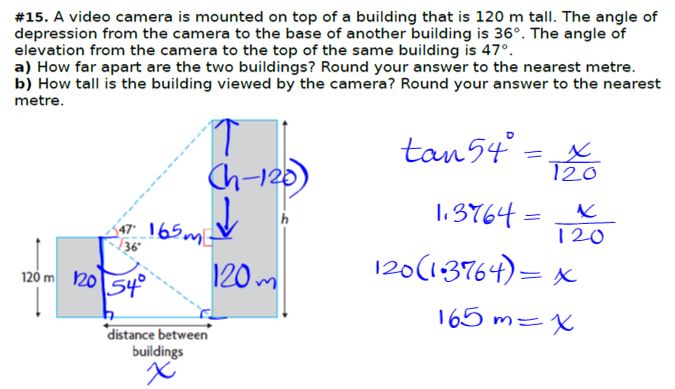 #15. A video camera is mounted on top of a building that is 120 m tall. The angle of
depression from the camera to the base of another building is 36°. The angle of
elevation from the camera to the top of the same building is 47°.
a) How far apart are the two buildings? Round your answer to the nearest metre.
b) How tall is the building viewed by the camera? Round your answer to the nearest
metre.
(h-120)
h
47° 165m
36°
120 m 120 54° 120 m
distance between
buildings
x
tan 54° = x/120
1.3764 = x/120
120(1.3764) = x
165 m = x